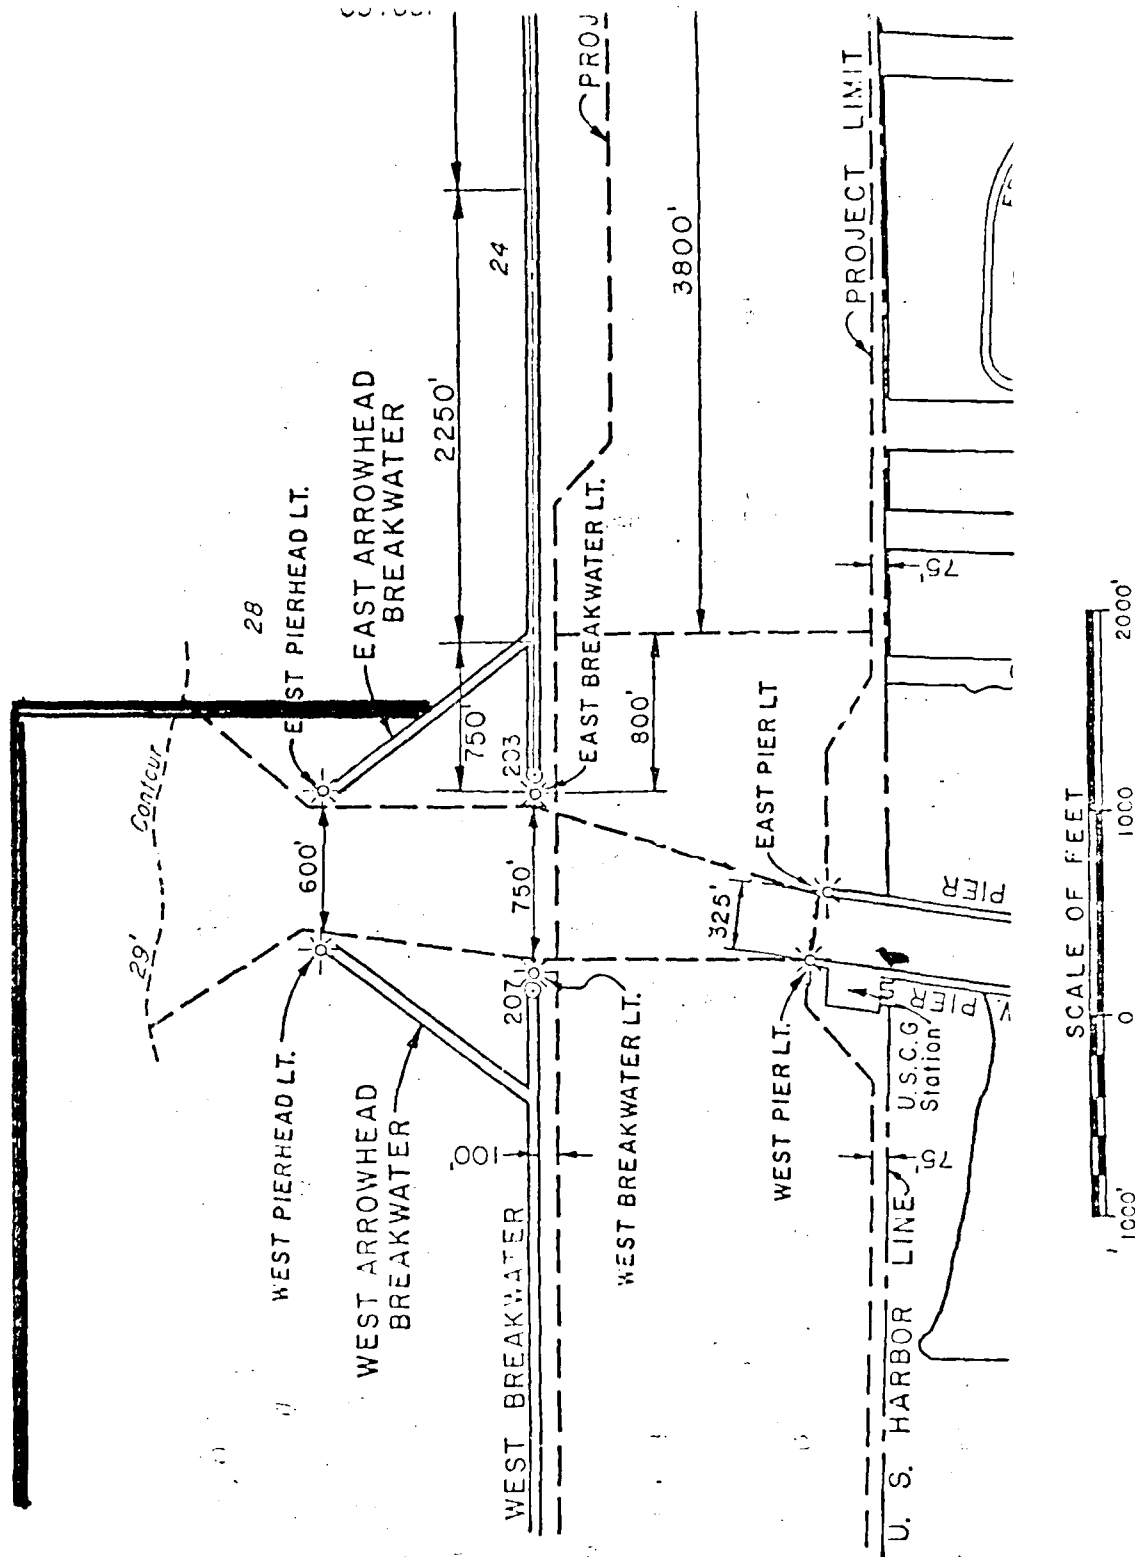 Contour
29'
28
EAST PIERHEAD LT.
EAST ARROWHEAD
BREAKWATER
600'
WEST PIERHEAD LT.
WEST ARROWHEAD
BREAKWATER
2250'
24
750'
203
EAST BREAKWATER LT.
750'
207
WEST BREAKWATER LT.
100'
WEST BREAKWATER
PROJ
3800'
800'
PROJECT LIMIT
75'
EAST PIER LT
325'
WEST PIER LT.
PIER
PIER
U.S.C.G
Station
75'
U. S. HARBOR LINE
SCALE OF FEET
1000'
0
1000
2000'